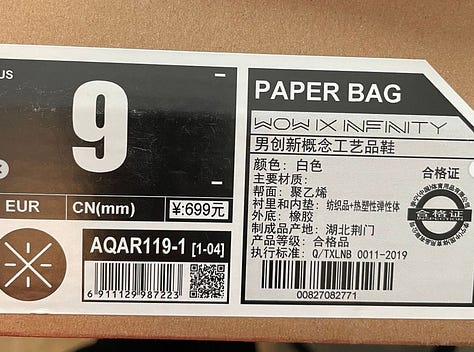 US
9
EUR
CN(mm)
¥:699元
AQAR119-1 [1-04]
6 911129 987223
PAPER BAG
WOW IX INFINITY
男创新概念工艺品鞋
颜色：白色
主要材质：
帮面：聚乙烯
衬里和内垫：纺织品+热塑性弹性体
外底：橡胶
制成品产地：湖北荆门
产品等级：合格品
执行标准：Q/TXLNB 0011-2019
00827082771
合格证
合格证